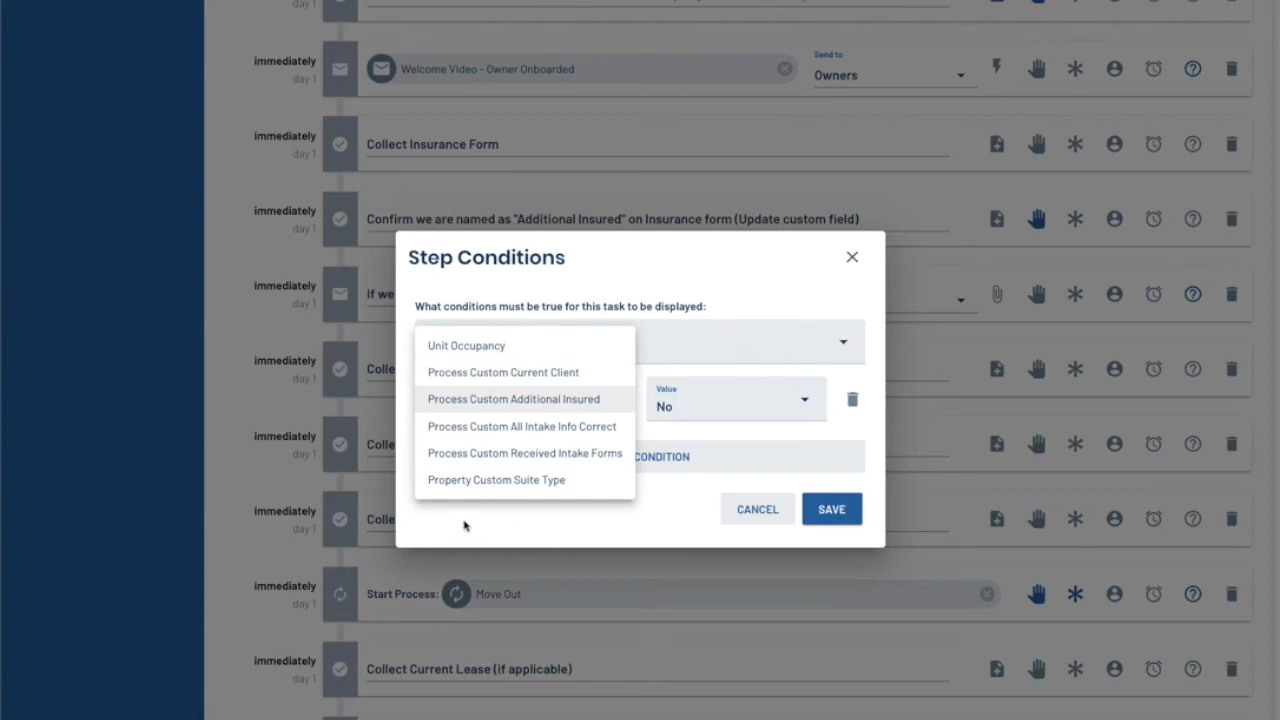 day 1
immediately
day 1
Welcome Video - Owner Onboarded
Send to
Owners
immediately
day 1
Collect Insurance Form
immediately
day 1
Confirm we are named as "Additional Insured" on Insurance form (Update custom field)
Step Conditions
What conditions must be true for this task to be displayed:
immediately
day 1
If we
Unit Occupancy
Process Custom Current Client
Process Custom Additional Insured
Process Custom All Intake Info Correct
Process Custom Received Intake Forms
Property Custom Suite Type
Value
No
CONDITION
CANCEL
SAVE
immediately
day 1
Colle
immediately
day 1
Colle
immediately
day 1
Colle
immediately
day 1
Start Process:
Move Out
immediately
day 1
Collect Current Lease (if applicable)